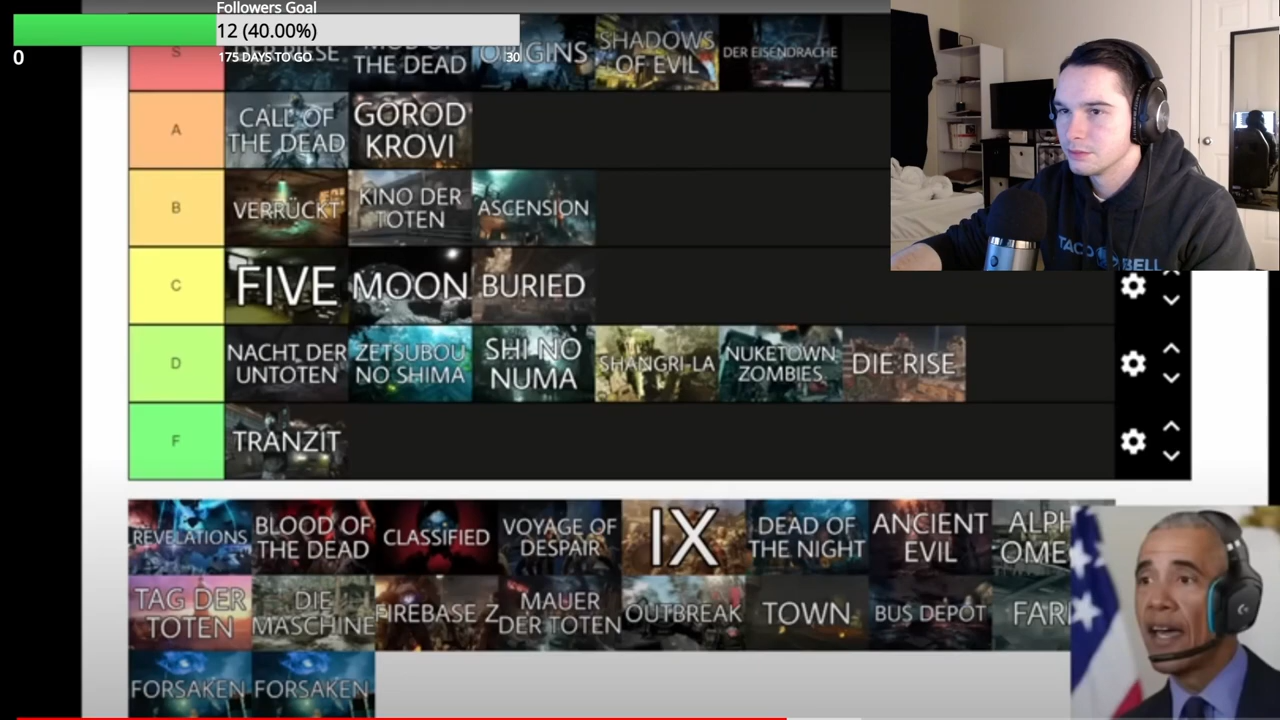 Followers Goal
12 (40.00%)
0
175 DAYS TO GO
30
S
THE DEAD
SHADOWS
OF EVIL
DER EISENDRACHE
A
CALL OF
THE DEAD
GOROD
KROVI
B
VERRÜCKT
KINO DER
TOTEN
ASCENSION
C
FIVE
MOON
BURIED
D
NACHT DER
UNTOTEN
ZETSUBOU
NO SHIMA
SHI NO
NUMA
SHANGRI-LA
NUKETOWN
ZOMBIES
DIE RISE
F
TRANZIT
REVELATIONS
BLOOD OF
THE DEAD
CLASSIFIED
VOYAGE OF
DESPAIR
IX
DEAD OF
THE NIGHT
ANCIENT
EVIL
ALPH
OME
TAG DER
TOTEN
DIE
MASCHINE
FIREBASE Z
MAUER
DER TOTEN
OUTBREAK
TOWN
BUS DEPOT
FAR
FORSAKEN
FORSAKEN
TACO BELL